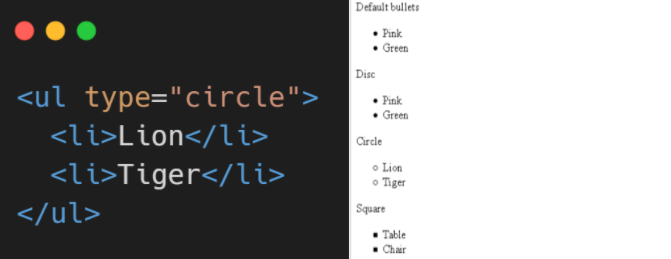 <ul type="circle">
<li>Lion</li>
<li>Tiger</li>
</ul>
Default bullets
Pink
Green
Disc
Pink
Green
Circle
Lion
Tiger
Square
Table
Chair